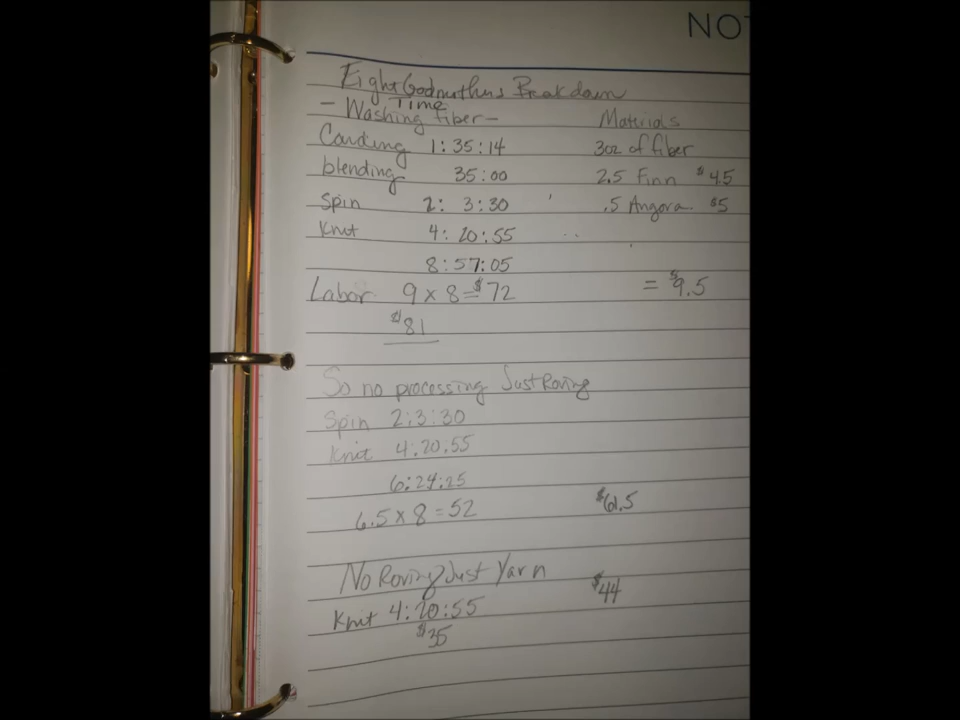 NOT
Eight Godmothers Breakdown
Time
- Washing fiber - Materials
Carding 1:35:14 3oz of fiber
blending 35:00 2.5 Finn $4.5
Spin 2: 3:30 .5 Angora $5
Knit 4:20:55
8:57:05
Labor 9 x 8 = $72 = $9.5
$81
So no processing Just Roving
Spin 2:3:30
Knit 4:20:55
6:24:25
6.5 x 8 = 52 $61.5
No Roving Just Yarn
Knit 4:20:55 $44
$35